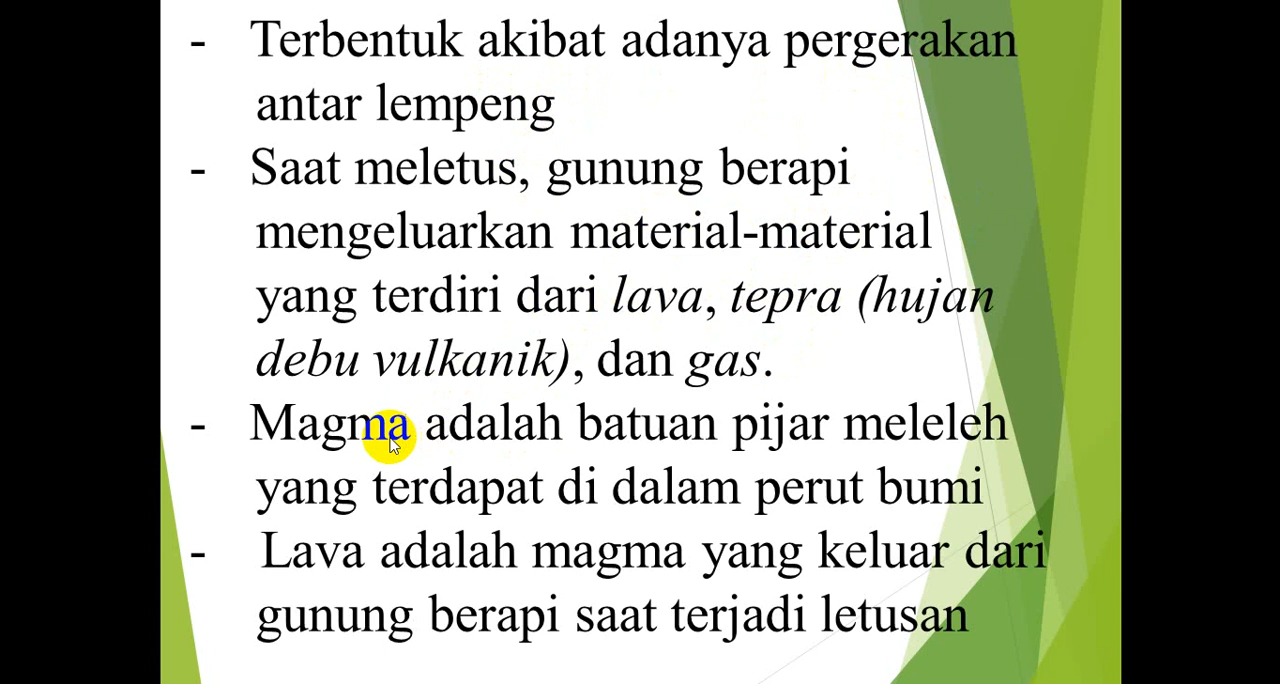 - Terbentuk akibat adanya pergerakan
antar lempeng
- Saat meletus, gunung berapi
mengeluarkan material-material
yang terdiri dari lava, tepra (hujan
debu vulkanik), dan gas.
- Magma adalah batuan pijar meleleh
yang terdapat di dalam perut bumi
- Lava adalah magma yang keluar dari
gunung berapi saat terjadi letusan